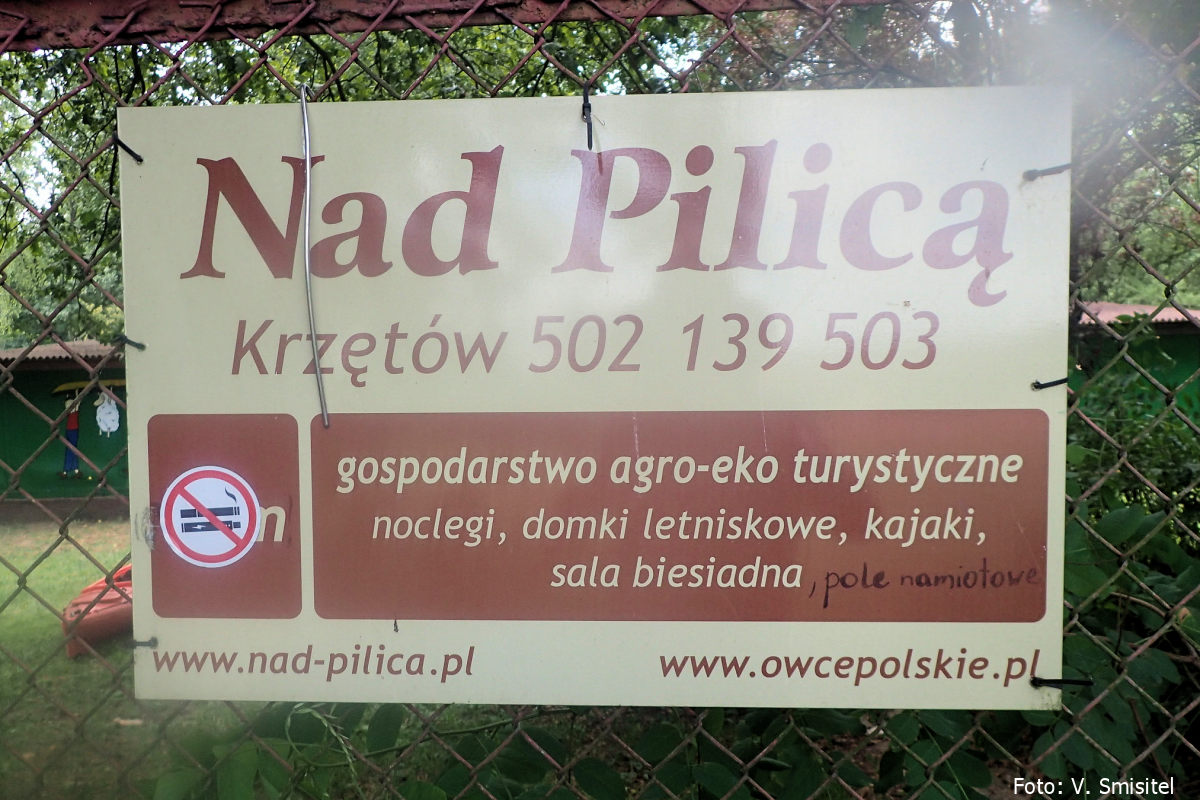 Nad Pilicą
Krzętów 502 139 503
gospodarstwo agro-eko turystyczne
noclegi, domki letniskowe, kajaki,
sala biesiadna, pole namiotowe
www.nad-pilica.pl
www.owcepolskie.pl
Foto: V. Smisitel